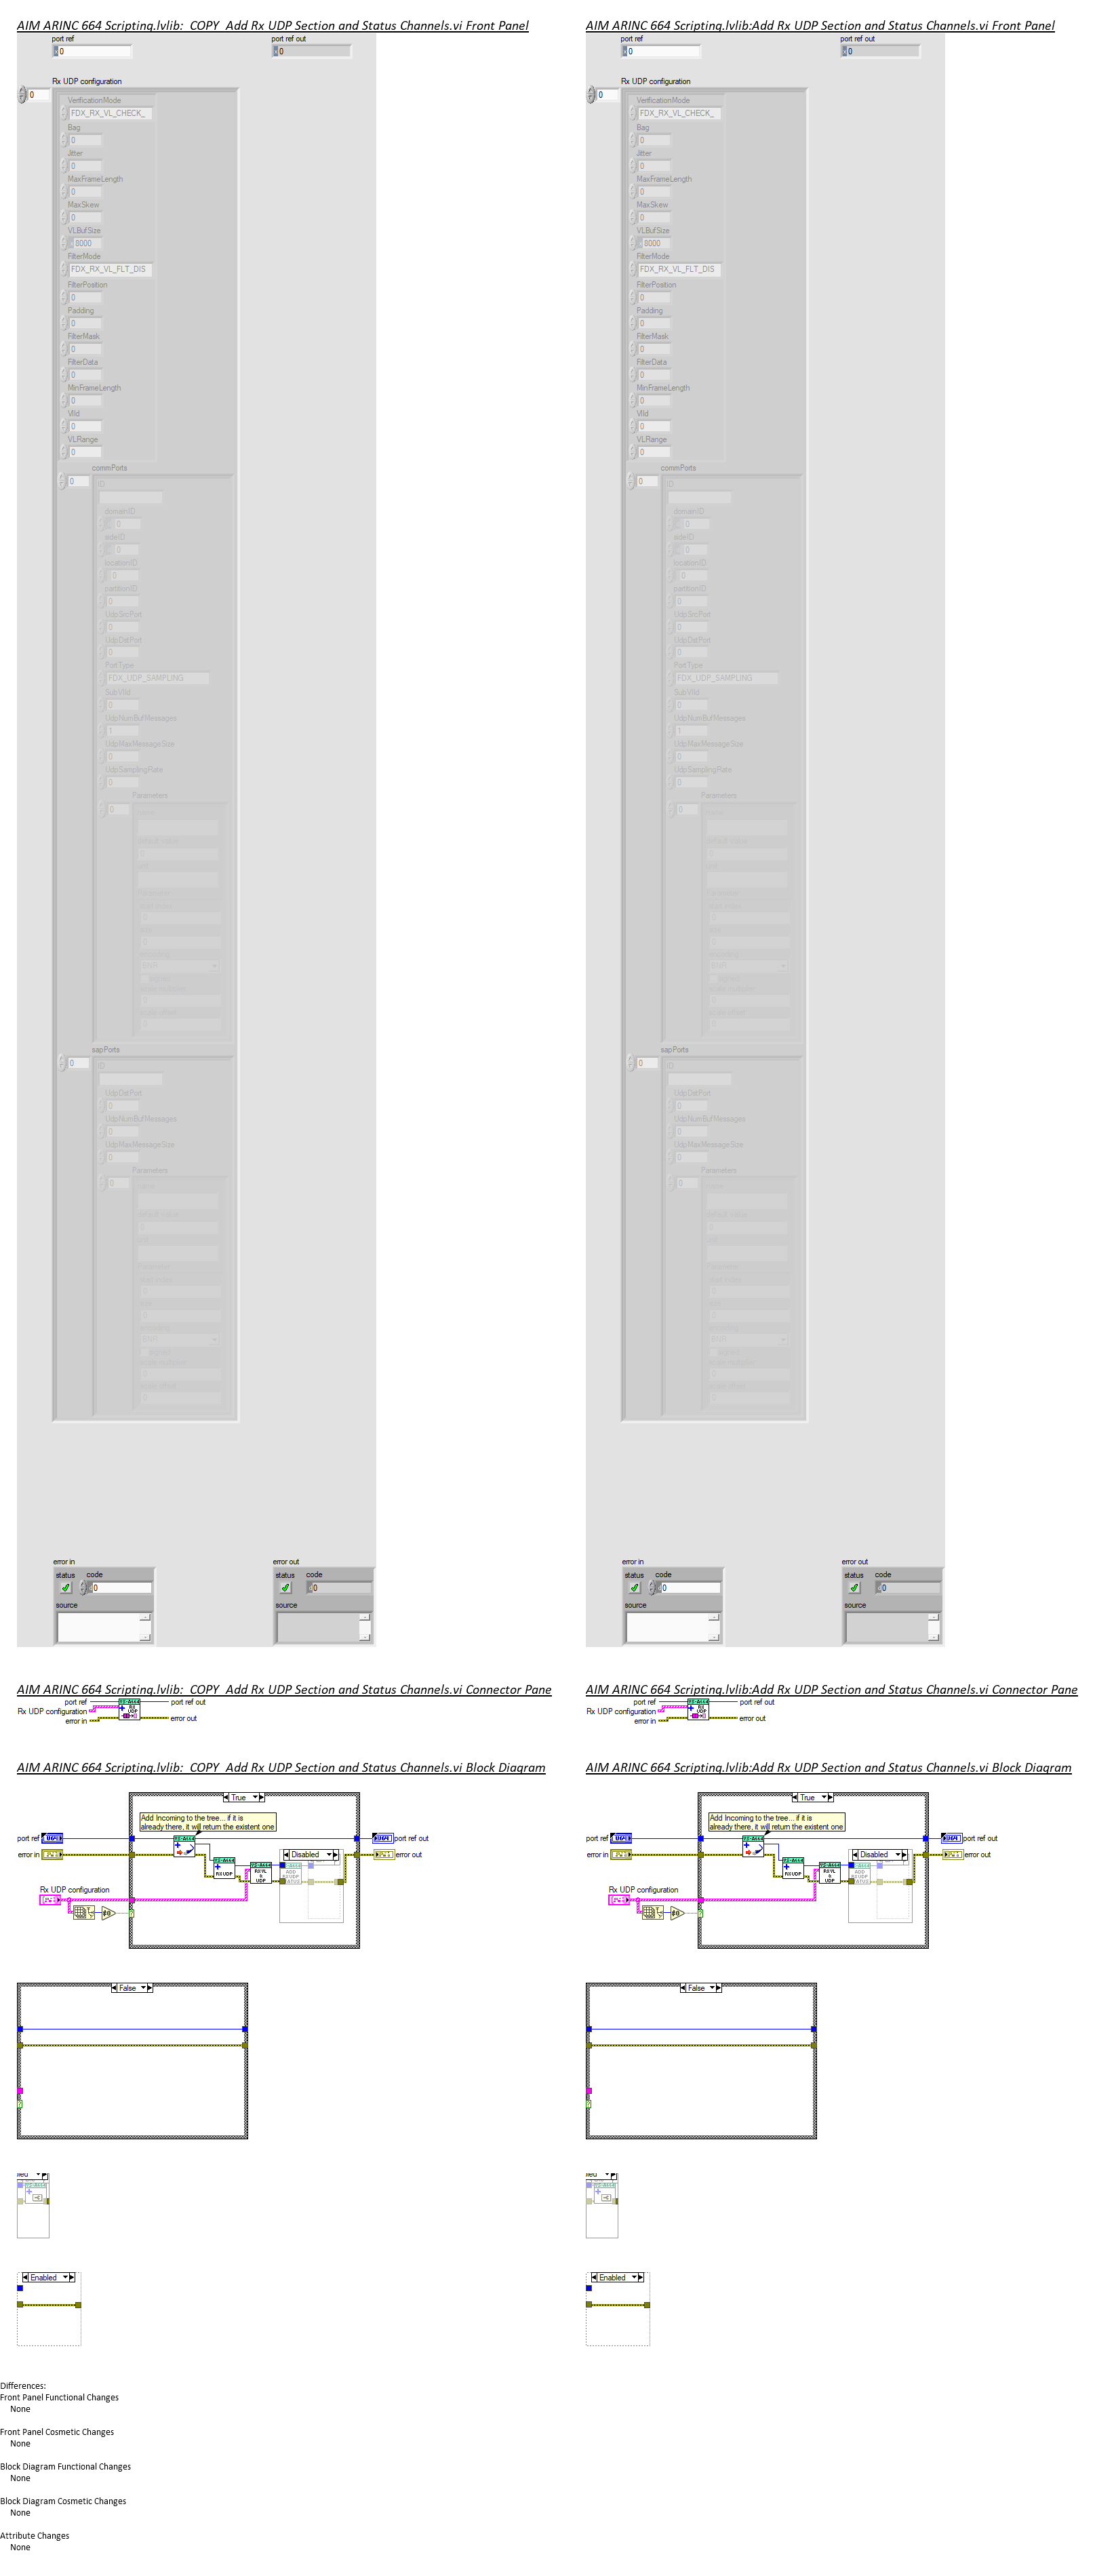 AIM ARINC 664 Scripting.lvlib:  COPY  Add Rx UDP Section and Status Channels.vi Front Panel
port ref
0
port ref out
0
Rx UDP configuration
0
VerificationMode
FDX_RX_VL_CHECK_
Bag
0
Jitter
0
MaxFrameLength
0
MaxSkew
0
VLBufSize
8000
FilterMode
FDX_RX_VL_FLT_DIS
FilterPosition
0
Padding
0
FilterMask
0
FilterData
0
MinFrameLength
0
VlId
0
VLRange
0
commPorts
0
ID
domainID
0
sideID
0
locationID
0
partitionID
0
UdpSrcPort
0
UdpDstPort
0
PortType
FDX_UDP_SAMPLING
SubVlId
0
UdpNumBufMessages
1
UdpMaxMessageSize
0
UdpSamplingRate
0
Parameters
0
sapPorts
0
ID
UdpDstPort
0
UdpNumBufMessages
0
UdpMaxMessageSize
0
Parameters
0
error in
status code
0
source
error out
status code
0
source
AIM ARINC 664 Scripting.lvlib:Add Rx UDP Section and Status Channels.vi Front Panel
port ref
0
port ref out
0
Rx UDP configuration
0
VerificationMode
FDX_RX_VL_CHECK_
Bag
0
Jitter
0
MaxFrameLength
0
MaxSkew
0
VLBufSize
8000
FilterMode
FDX_RX_VL_FLT_DIS
FilterPosition
0
Padding
0
FilterMask
0
FilterData
0
MinFrameLength
0
VlId
0
VLRange
0
commPorts
0
ID
domainID
0
sideID
0
locationID
0
partitionID
0
UdpSrcPort
0
UdpDstPort
0
PortType
FDX_UDP_SAMPLING
SubVlId
0
UdpNumBufMessages
1
UdpMaxMessageSize
0
UdpSamplingRate
0
Parameters
0
sapPorts
0
ID
UdpDstPort
0
UdpNumBufMessages
0
UdpMaxMessageSize
0
Parameters
0
error in
status code
0
source
error out
status code
0
source
AIM ARINC 664 Scripting.lvlib:  COPY  Add Rx UDP Section and Status Channels.vi Connector Pane
port ref
Rx UDP configuration
error in
RX
UDP
port ref out
error out
AIM ARINC 664 Scripting.lvlib:Add Rx UDP Section and Status Channels.vi Connector Pane
port ref
Rx UDP configuration
error in
RX
UDP
port ref out
error out
AIM ARINC 664 Scripting.lvlib:  COPY  Add Rx UDP Section and Status Channels.vi Block Diagram
True
Add Incoming to the tree... if it is
already there, it will return the existent one
port ref
port ref out
error in
RX UDP
Disabled
error out
Rx UDP configuration
False
Enabled
AIM ARINC 664 Scripting.lvlib:Add Rx UDP Section and Status Channels.vi Block Diagram
True
Add Incoming to the tree... if it is
already there, it will return the existent one
port ref
port ref out
error in
RX UDP
Disabled
error out
Rx UDP configuration
False
Enabled
Differences:
Front Panel Functional Changes
None
Front Panel Cosmetic Changes
None
Block Diagram Functional Changes
None
Block Diagram Cosmetic Changes
None
Attribute Changes
None